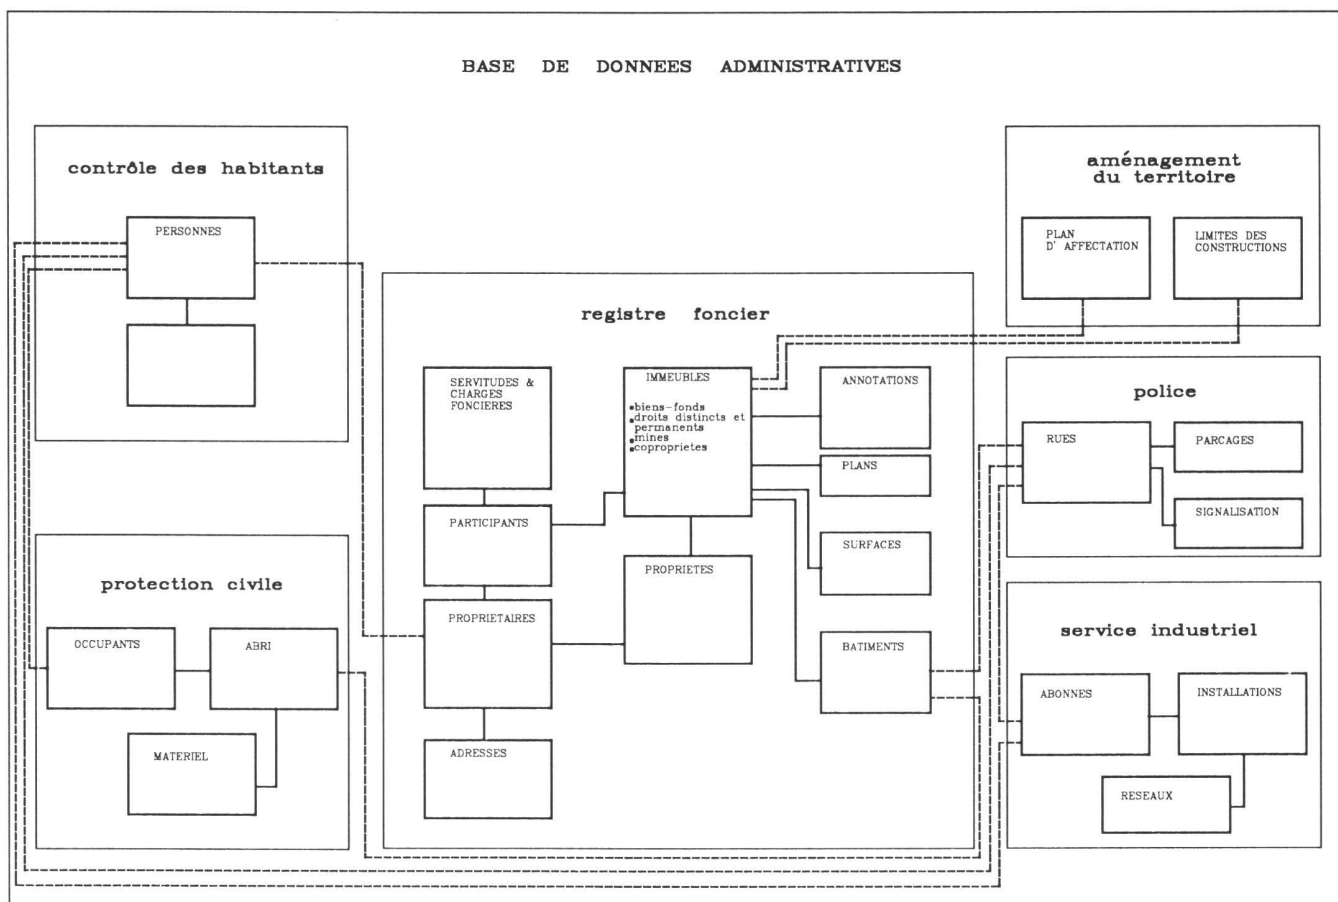 BASE DE DONNEES ADMINISTRATIVES
contrôle des habitants
PERSONNES
aménagement
du territoire
PLAN
D' AFFECTATION
LIMITES DES
CONSTRUCTIONS
registre foncier
SERVITUDES &
CHARGES
FONCIERES
IMMEUBLES
biens-fonds
droits distincts et
permanents
mines
coproprietes
ANNOTATIONS
PLANS
PARTICIPANTS
SURFACES
PROPRIETES
PROPRIETAIRES
BATIMENTS
ADRESSES
police
RUES
PARCAGES
SIGNALISATION
protection civile
OCCUPANTS
ABRI
MATERIEL
service industriel
ABONNES
INSTALLATIONS
RESEAUX